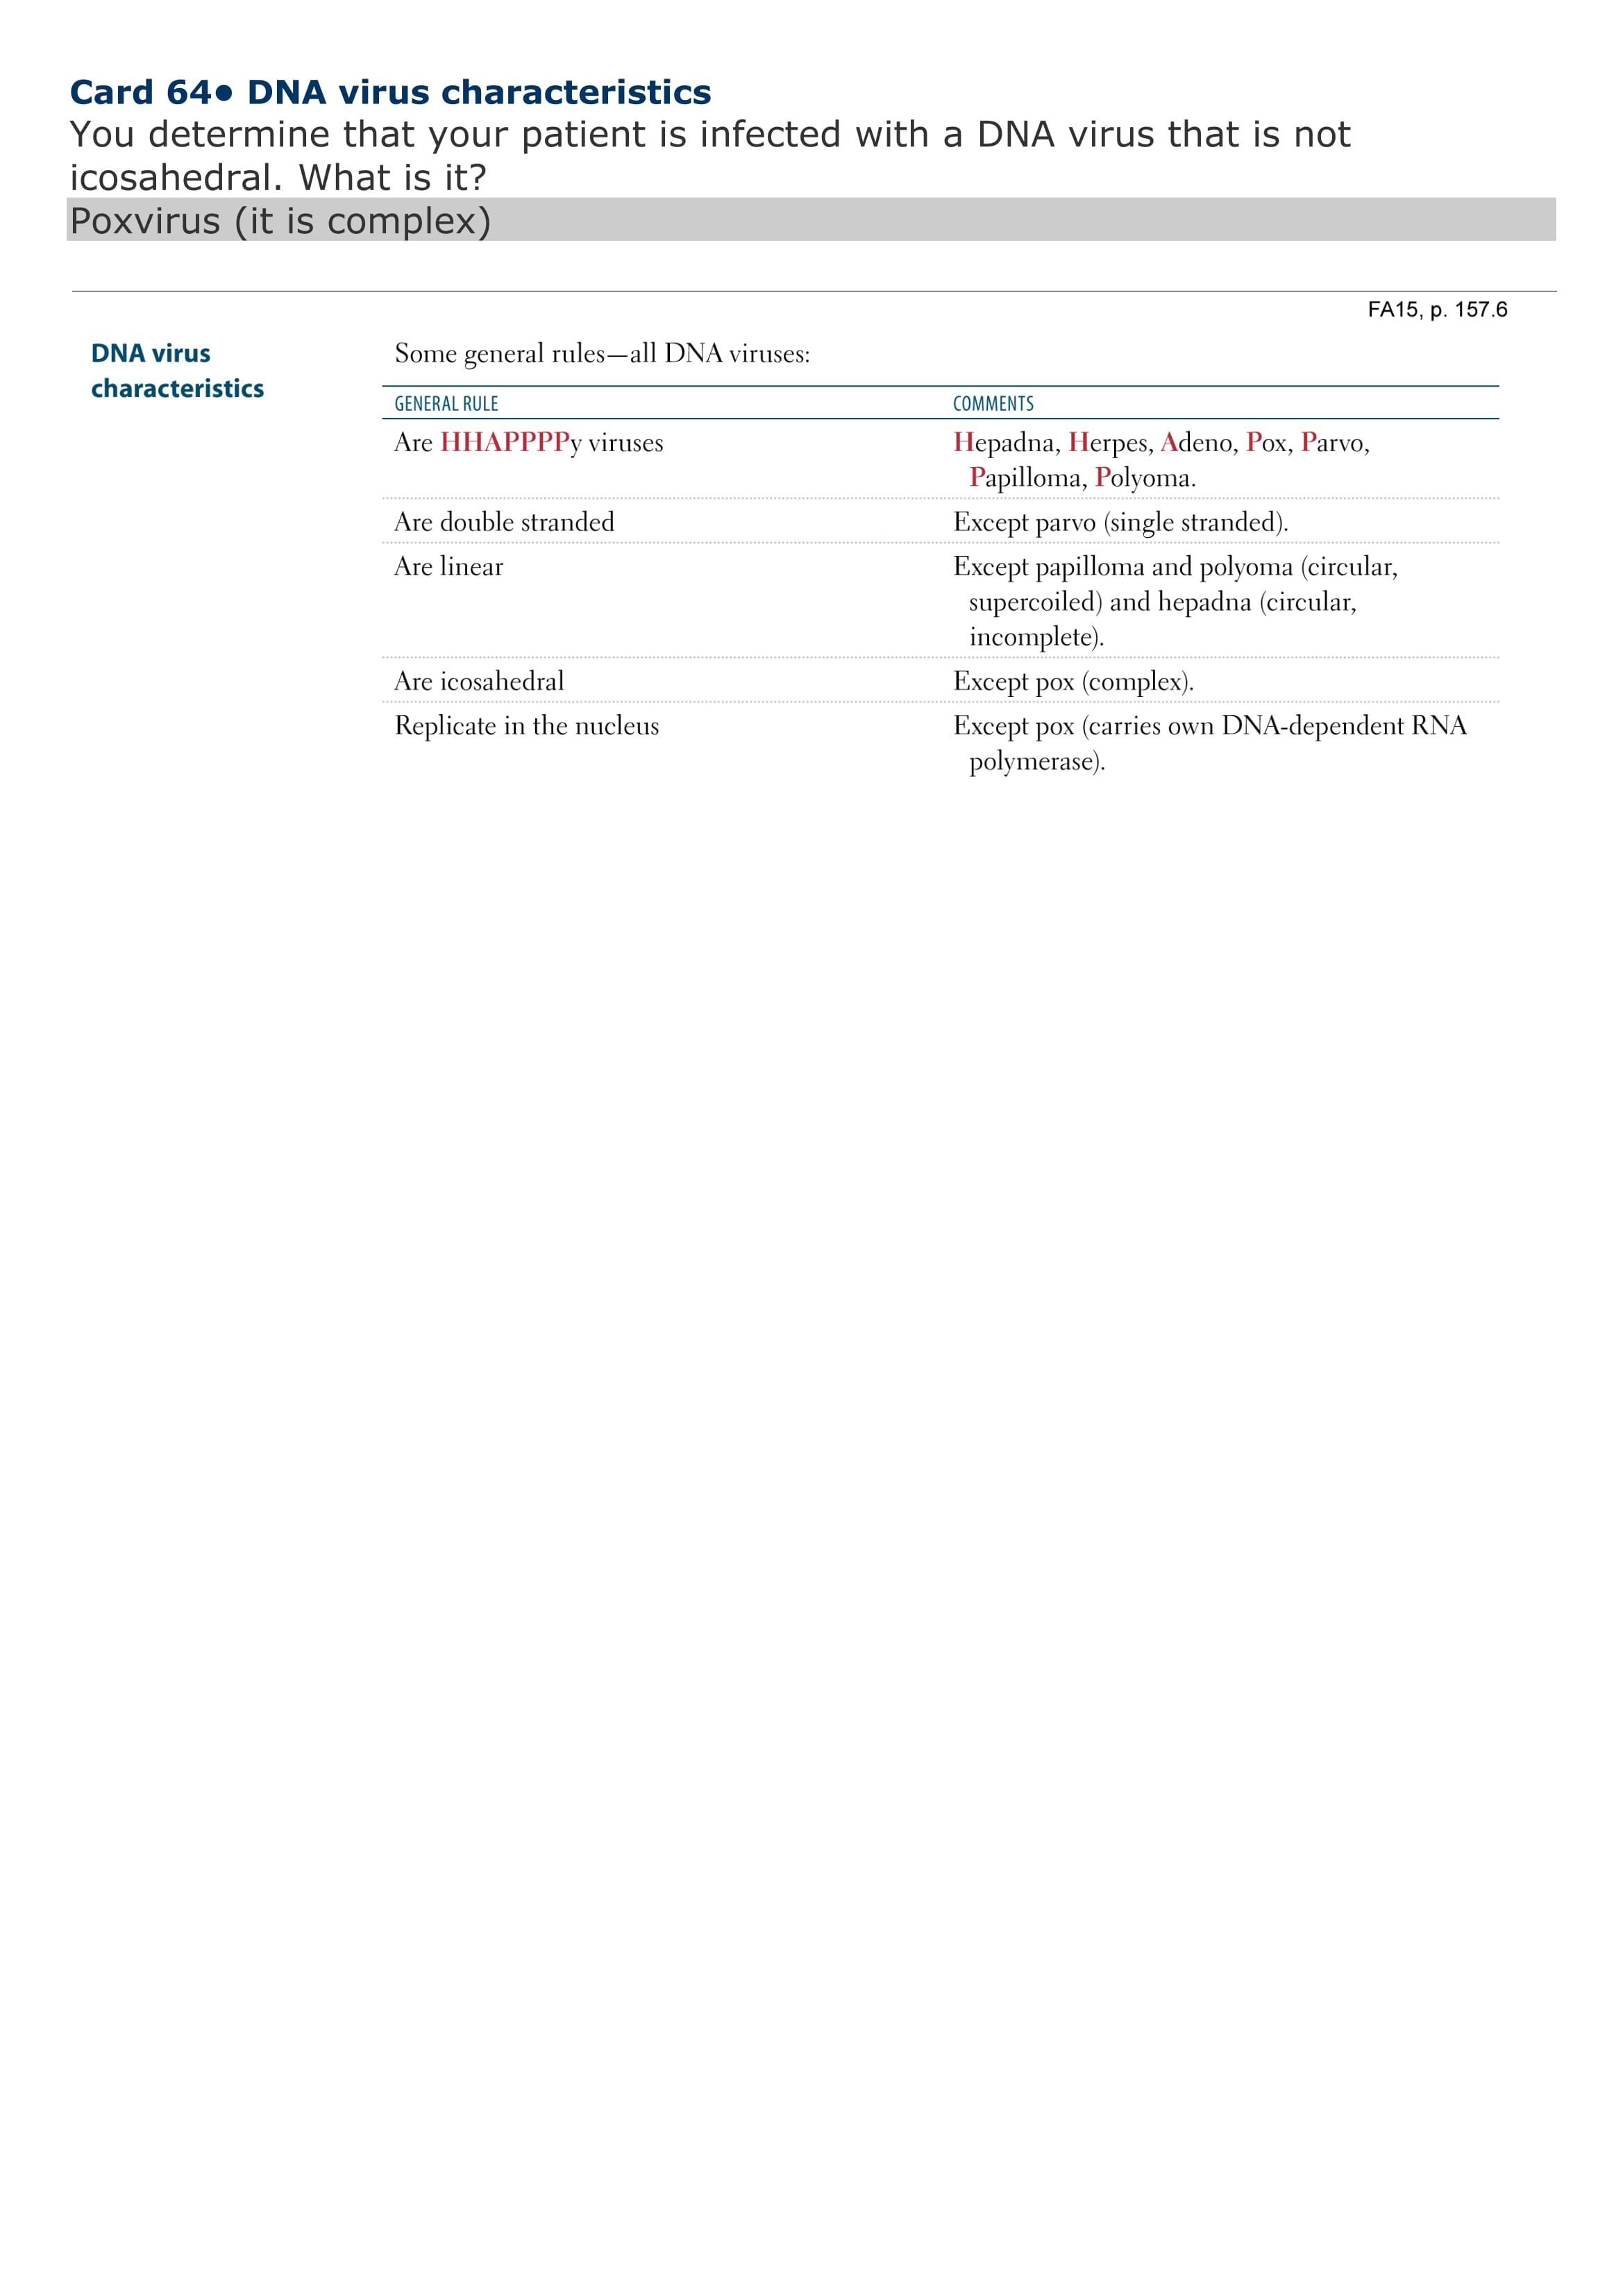 Card 64• DNA virus characteristics
You determine that your patient is infected with a DNA virus that is not
icosahedral. What is it?
Poxvirus (it is complex)
FA15, p. 157.6
DNA virus
characteristics
Some general rules—all DNA viruses:
GENERAL RULE COMMENTS
Are HHAPPPPy viruses Hepadna, Herpes, Adeno, Pox, Parvo,
Papilloma, Polyoma.
Are double stranded Except parvo (single stranded).
Are linear Except papilloma and polyoma (circular,
supercoiled) and hepadna (circular,
incomplete).
Are icosahedral Except pox (complex).
Replicate in the nucleus Except pox (carries own DNA-dependent RNA
polymerase).